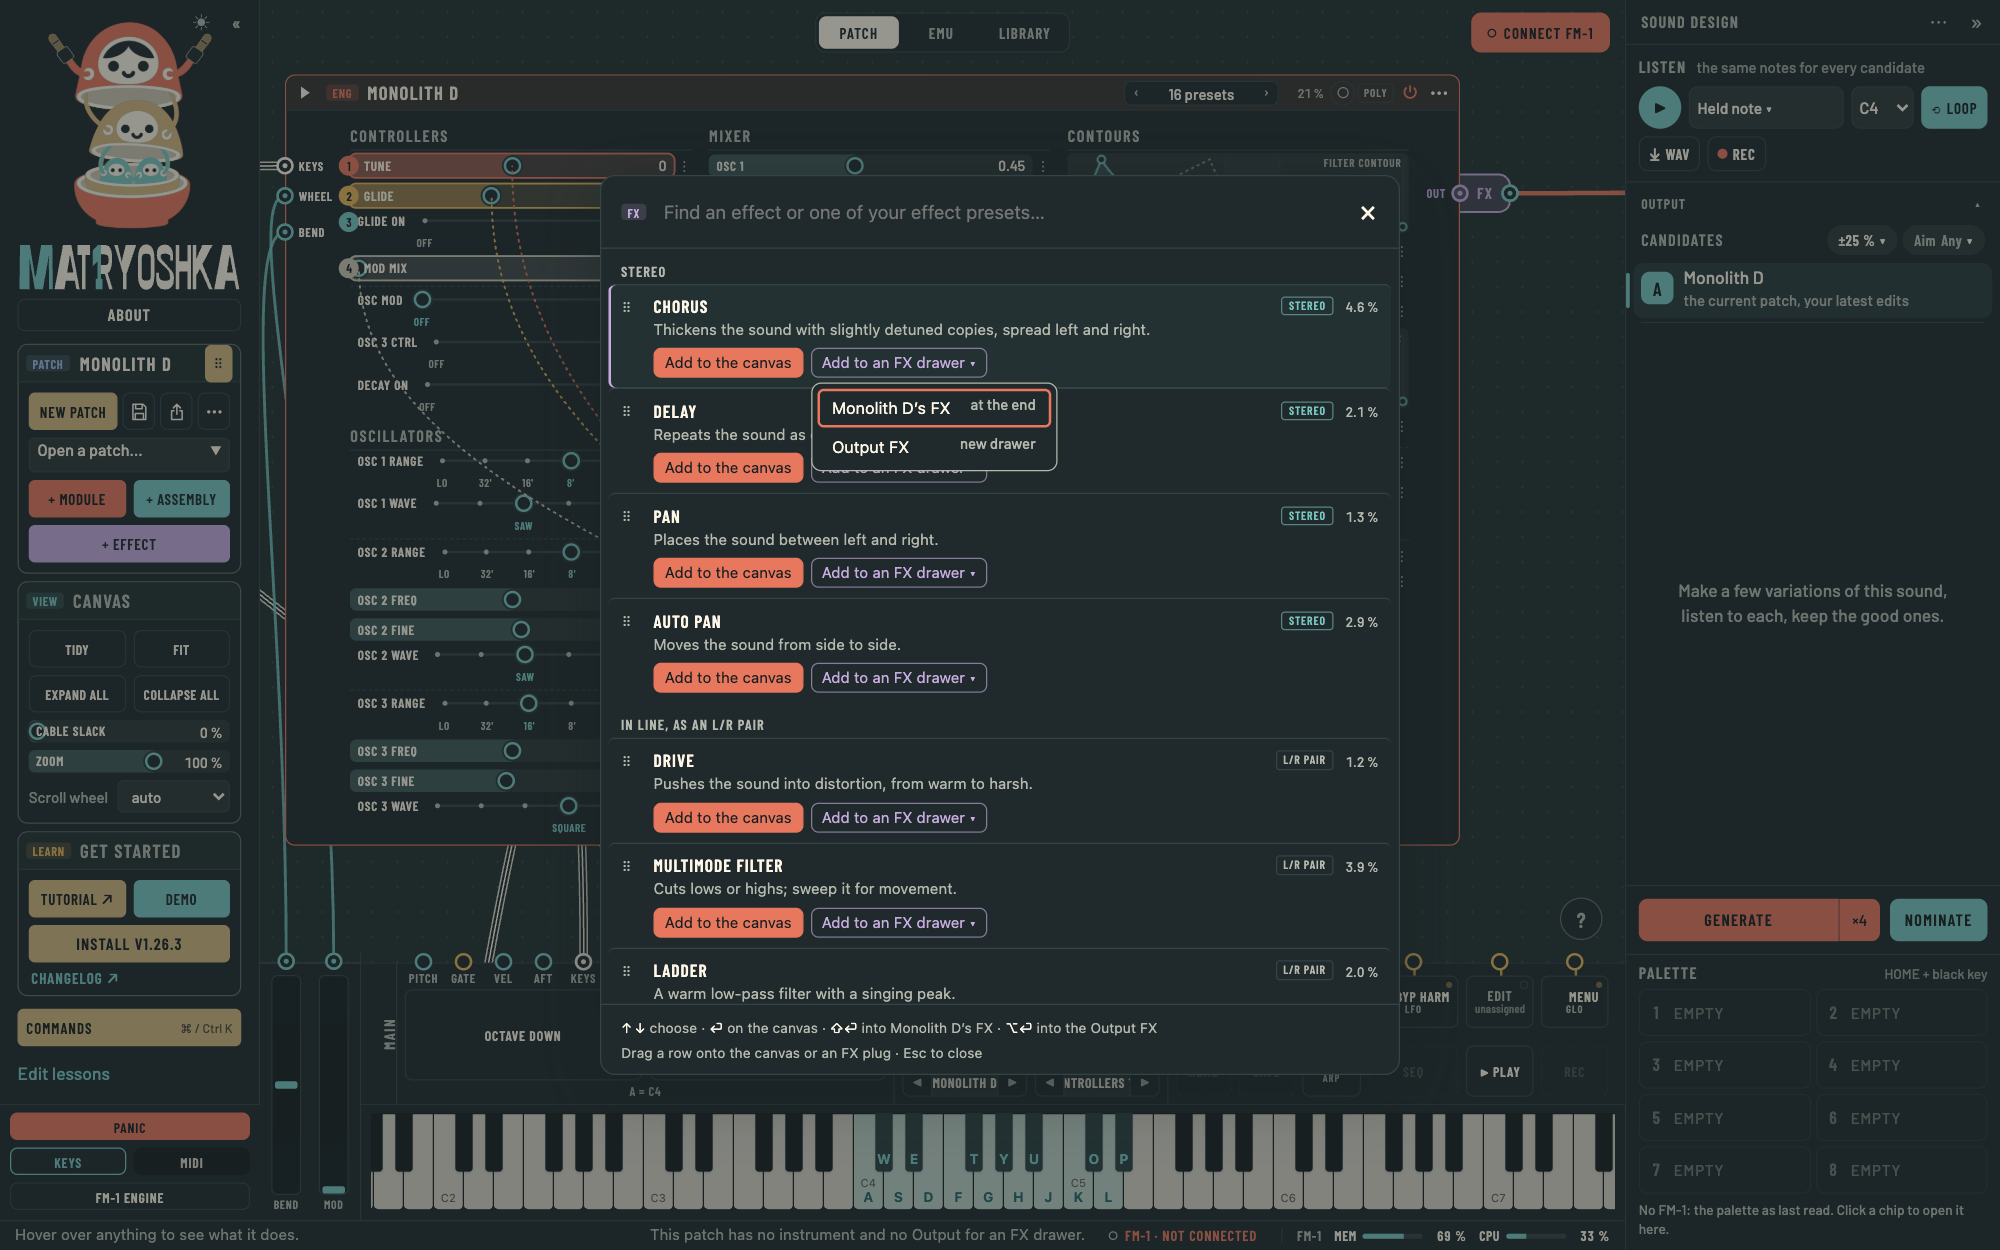 MATRYOSHKA
ABOUT
PATCH MONOLITH D
NEW PATCH
Open a patch...
+ MODULE
+ ASSEMBLY
+ EFFECT
VIEW CANVAS
TIDY
FIT
EXPAND ALL
COLLAPSE ALL
CABLE SLACK 0 %
ZOOM 100 %
Scroll wheel auto
LEARN GET STARTED
TUTORIAL ↗
DEMO
INSTALL V1.26.3
CHANGELOG ↗
COMMANDS ⌘ / Ctrl K
Edit lessons
PANIC
KEYS
MIDI
FM-1 ENGINE
Hover over anything to see what it does.
PATCH
EMU
LIBRARY
CONNECT FM-1
ENG MONOLITH D
16 presets
21 %
POLY
CONTROLLERS
MIXER
CONTOURS
KEYS
WHEEL
BEND
1 TUNE 0
2 GLIDE
3 GLIDE ON
OFF
4 MOD MIX
OSC MOD
OFF
OSC 3 CTRL
OFF
DECAY ON
OFF
OSC 1 0.45
FILTER CONTOUR
OUT
FX
OSCILLATORS
OSC 1 RANGE
LO 32' 16' 8'
OSC 1 WAVE
SAW
OSC 2 RANGE
LO 32' 16' 8'
OSC 2 FREQ
OSC 2 FINE
OSC 2 WAVE
SAW
OSC 3 RANGE
LO 32' 16' 8'
OSC 3 FREQ
OSC 3 FINE
OSC 3 WAVE
SQUARE
FX Find an effect or one of your effect presets...
STEREO
CHORUS STEREO 4.6 %
Thickens the sound with slightly detuned copies, spread left and right.
Add to the canvas
Add to an FX drawer ▾
Monolith D's FX at the end
Output FX new drawer
DELAY STEREO 2.1 %
Repeats the sound as
Add to the canvas
Add to an FX drawer
PAN STEREO 1.3 %
Places the sound between left and right.
Add to the canvas
Add to an FX drawer ▾
AUTO PAN STEREO 2.9 %
Moves the sound from side to side.
Add to the canvas
Add to an FX drawer ▾
IN LINE, AS AN L/R PAIR
DRIVE L/R PAIR 1.2 %
Pushes the sound into distortion, from warm to harsh.
Add to the canvas
Add to an FX drawer ▾
MULTIMODE FILTER L/R PAIR 3.9 %
Cuts lows or highs; sweep it for movement.
Add to the canvas
Add to an FX drawer ▾
LADDER L/R PAIR 2.0 %
A warm low-pass filter with a singing peak.
↑ ↓ choose · ⏎ on the canvas · ⇧⏎ into Monolith D's FX · ⌥⏎ into the Output FX
Drag a row onto the canvas or an FX plug · Esc to close
PITCH GATE VEL AFT KEYS
MAIN
OCTAVE DOWN
A = C4
◀ MONOLITH D ▶
◀ NTROLLERS ▶
ARP
SEQ
▶ PLAY
REC
YP HARM
LFO
EDIT
unassigned
MENU
GLO
?
BEND
MOD
W E T Y U O P
C2 C3 C4 C5 C6 C7
A S D F G H J K L
This patch has no instrument and no Output for an FX drawer.
FM-1 · NOT CONNECTED
FM-1 MEM 69 % CPU 33 %
SOUND DESIGN
LISTEN the same notes for every candidate
Held note ▾
C4
LOOP
WAV
REC
OUTPUT
CANDIDATES ±25 % ▾ Aim Any ▾
A Monolith D
the current patch, your latest edits
Make a few variations of this sound,
listen to each, keep the good ones.
GENERATE ×4
NOMINATE
PALETTE HOME + black key
1 EMPTY
2 EMPTY
3 EMPTY
4 EMPTY
5 EMPTY
6 EMPTY
7 EMPTY
8 EMPTY
No FM-1: the palette as last read. Click a chip to open it
here.